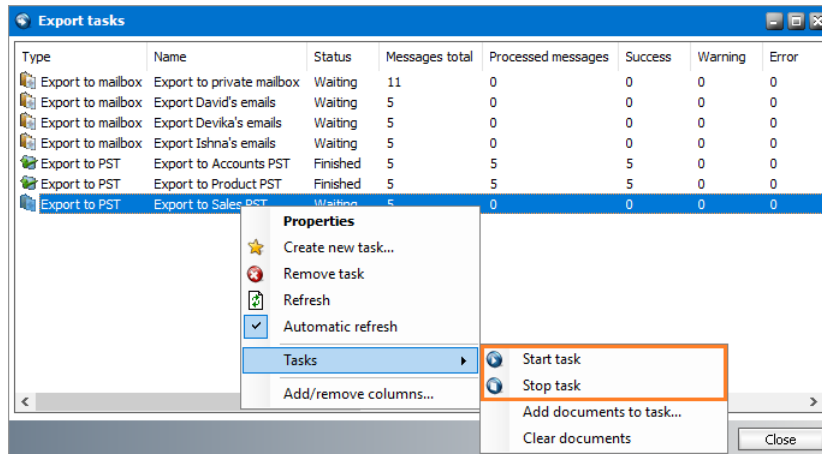 Export tasks
Type Name Status Messages total Processed messages Success Warning Error
Export to mailbox Export to private mailbox Waiting 11 0 0 0 0
Export to mailbox Export David's emails Waiting 5 0 0 0 0
Export to mailbox Export Devika's emails Waiting 5 0 0 0 0
Export to mailbox Export Ishna's emails Waiting 5 0 0 0 0
Export to PST Export to Accounts PST Finished 5 5 5 0 0
Export to PST Export to Product PST Finished 5 5 5 0 0
Export to PST Export to Sales PST Waiting 5 0 0 0 0
Properties
Create new task...
Remove task
Refresh
Automatic refresh
Tasks
Start task
Stop task
Add/remove columns...
Add documents to task...
Clear documents
Close